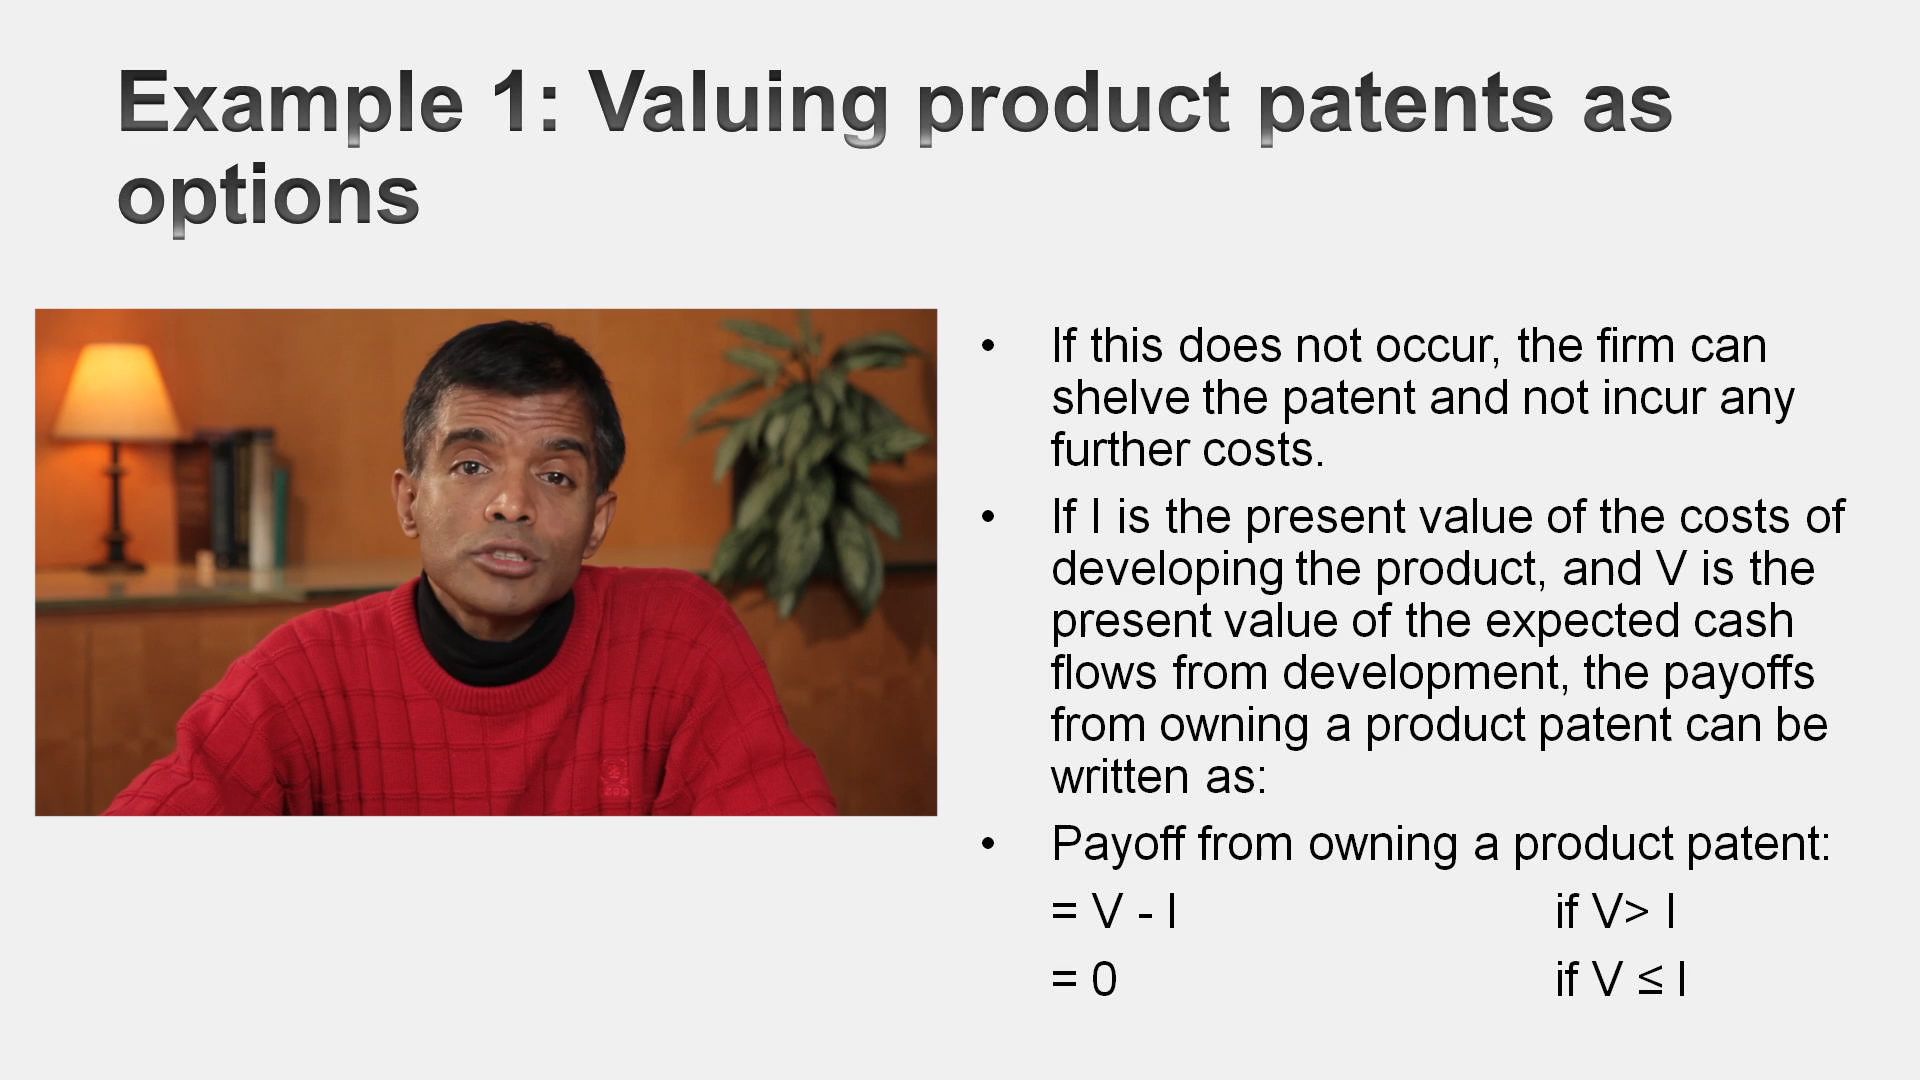 Example 1: Valuing product patents as
options
• If this does not occur, the firm can
shelve the patent and not incur any
further costs.
• If I is the present value of the costs of
developing the product, and V is the
present value of the expected cash
flows from development, the payoffs
from owning a product patent can be
written as:
• Payoff from owning a product patent:
= V - I if V> I
= 0 if V ≤ I